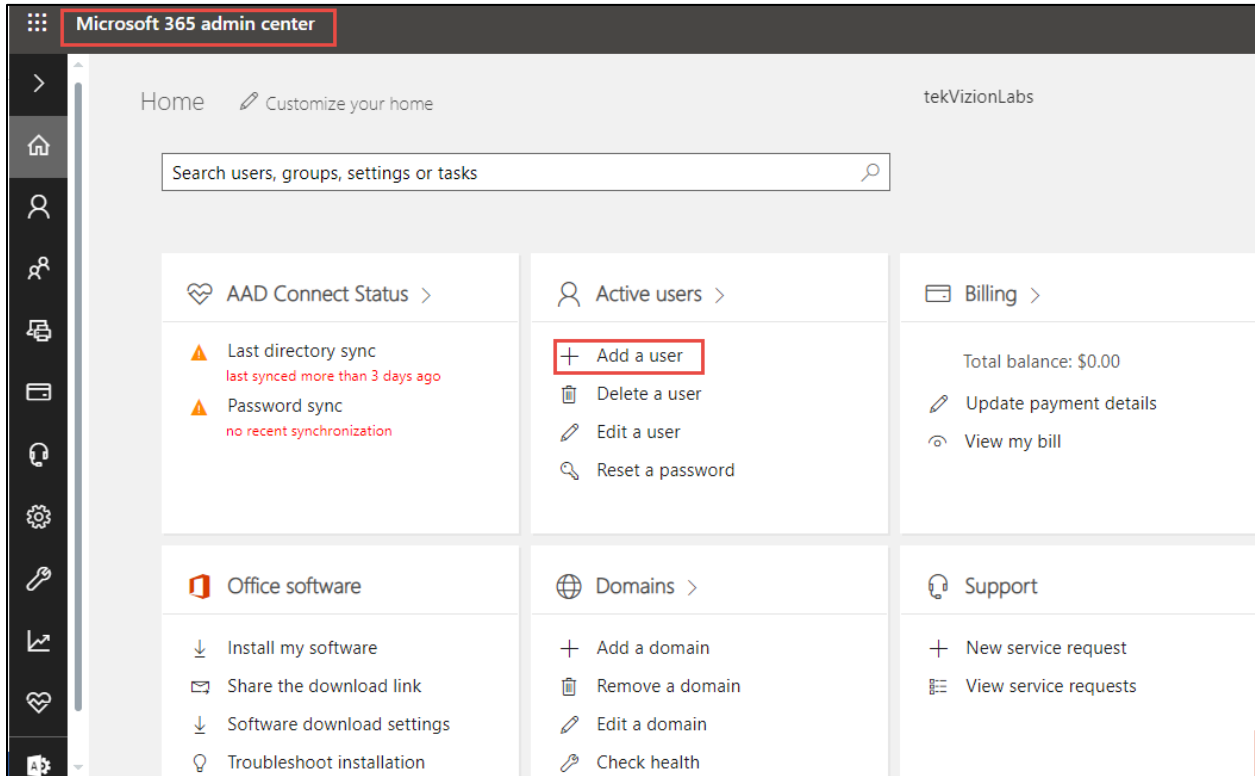 Microsoft 365 admin center
Home Customize your home tekVizionLabs
Search users, groups, settings or tasks
AAD Connect Status
Last directory sync
last synced more than 3 days ago
Password sync
no recent synchronization
Active users
Add a user
Delete a user
Edit a user
Reset a password
Billing
Total balance: $0.00
Update payment details
View my bill
Office software
Install my software
Share the download link
Software download settings
Troubleshoot installation
Domains
Add a domain
Remove a domain
Edit a domain
Check health
Support
New service request
View service requests
A